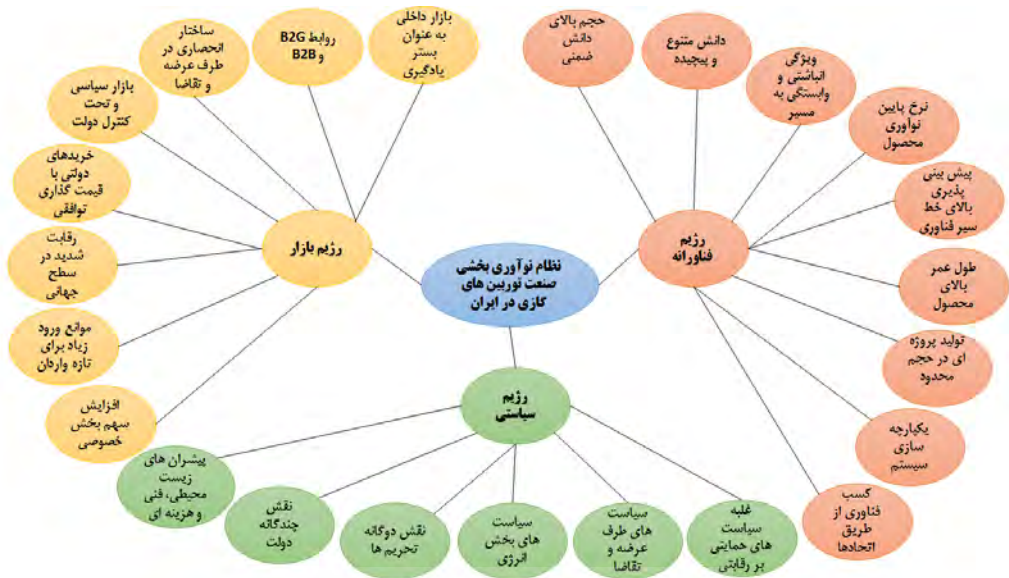 نظام نوآوری بخشی
صنعت توربین های
گازی در ایران
رژیم
فناورانه
حجم بالای
دانش
ضمنی
دانش متنوع
و پیچیده
ویژگی
انباشتی و
وابستگی به
مسیر
نرخ پایین
نوآوری
محصول
پیش بینی
پذیری
بالای خط
سیر فناوری
طول عمر
بالای
محصول
تولید پروژه
ای در حجم
محدود
یکپارچه
سازی
سیستم
کسب
فناوری از
طریق
اتحادها
رژیم بازار
بازار داخلی
به عنوان
بستر
یادگیری
روابط B2G
و B2B
ساختار
انحصاری در
طرف عرضه
و تقاضا
بازار سیاسی
و تحت
کنترل دولت
خریدهای
دولتی با
قیمت گذاری
توافقی
رقابت
شدید در
سطح
جهانی
موانع ورود
زیاد برای
تازه واردان
افزایش
سهم بخش
خصوصی
رژیم
سیاستی
غلبه
سیاست
های حمایتی
بر رقابتی
سیاست
های طرف
عرضه و
تقاضا
سیاست
های بخش
انرژی
نقش دوگانه
تحریم ها
نقش
چندگانه
دولت
پیشران های
زیست
محیطی، فنی
و هزینه ای